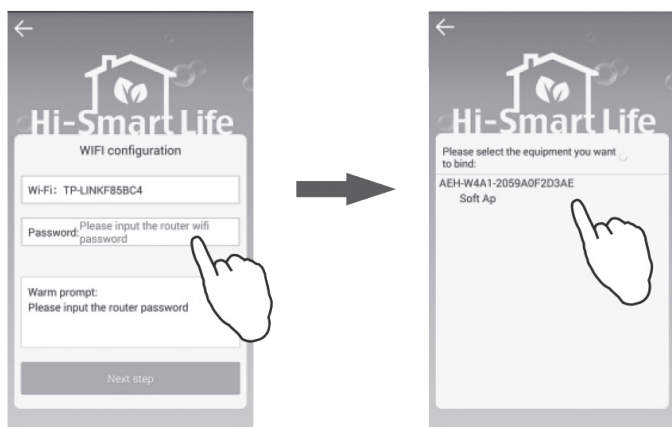 Hi-Smart Life
WIFI configuration
Wi-Fi: TP-LINKF85BC4
Password: Please input the router wifi
password
Warm prompt:
Please input the router password
Next step
Hi-Smart Life
Please select the equipment you want
to bind:
AEH-W4A1-2059A0F2D3AE
Soft Ap